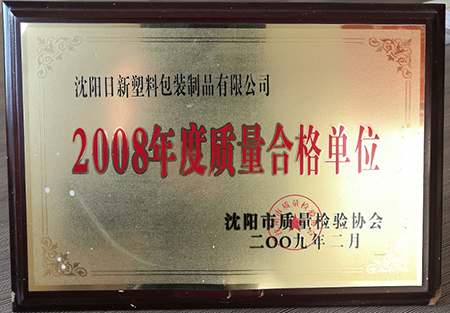 沈阳日新塑料包装制品有限公司
2008年度质量合格单位
沈阳市质量检验协会
二〇〇九年二月